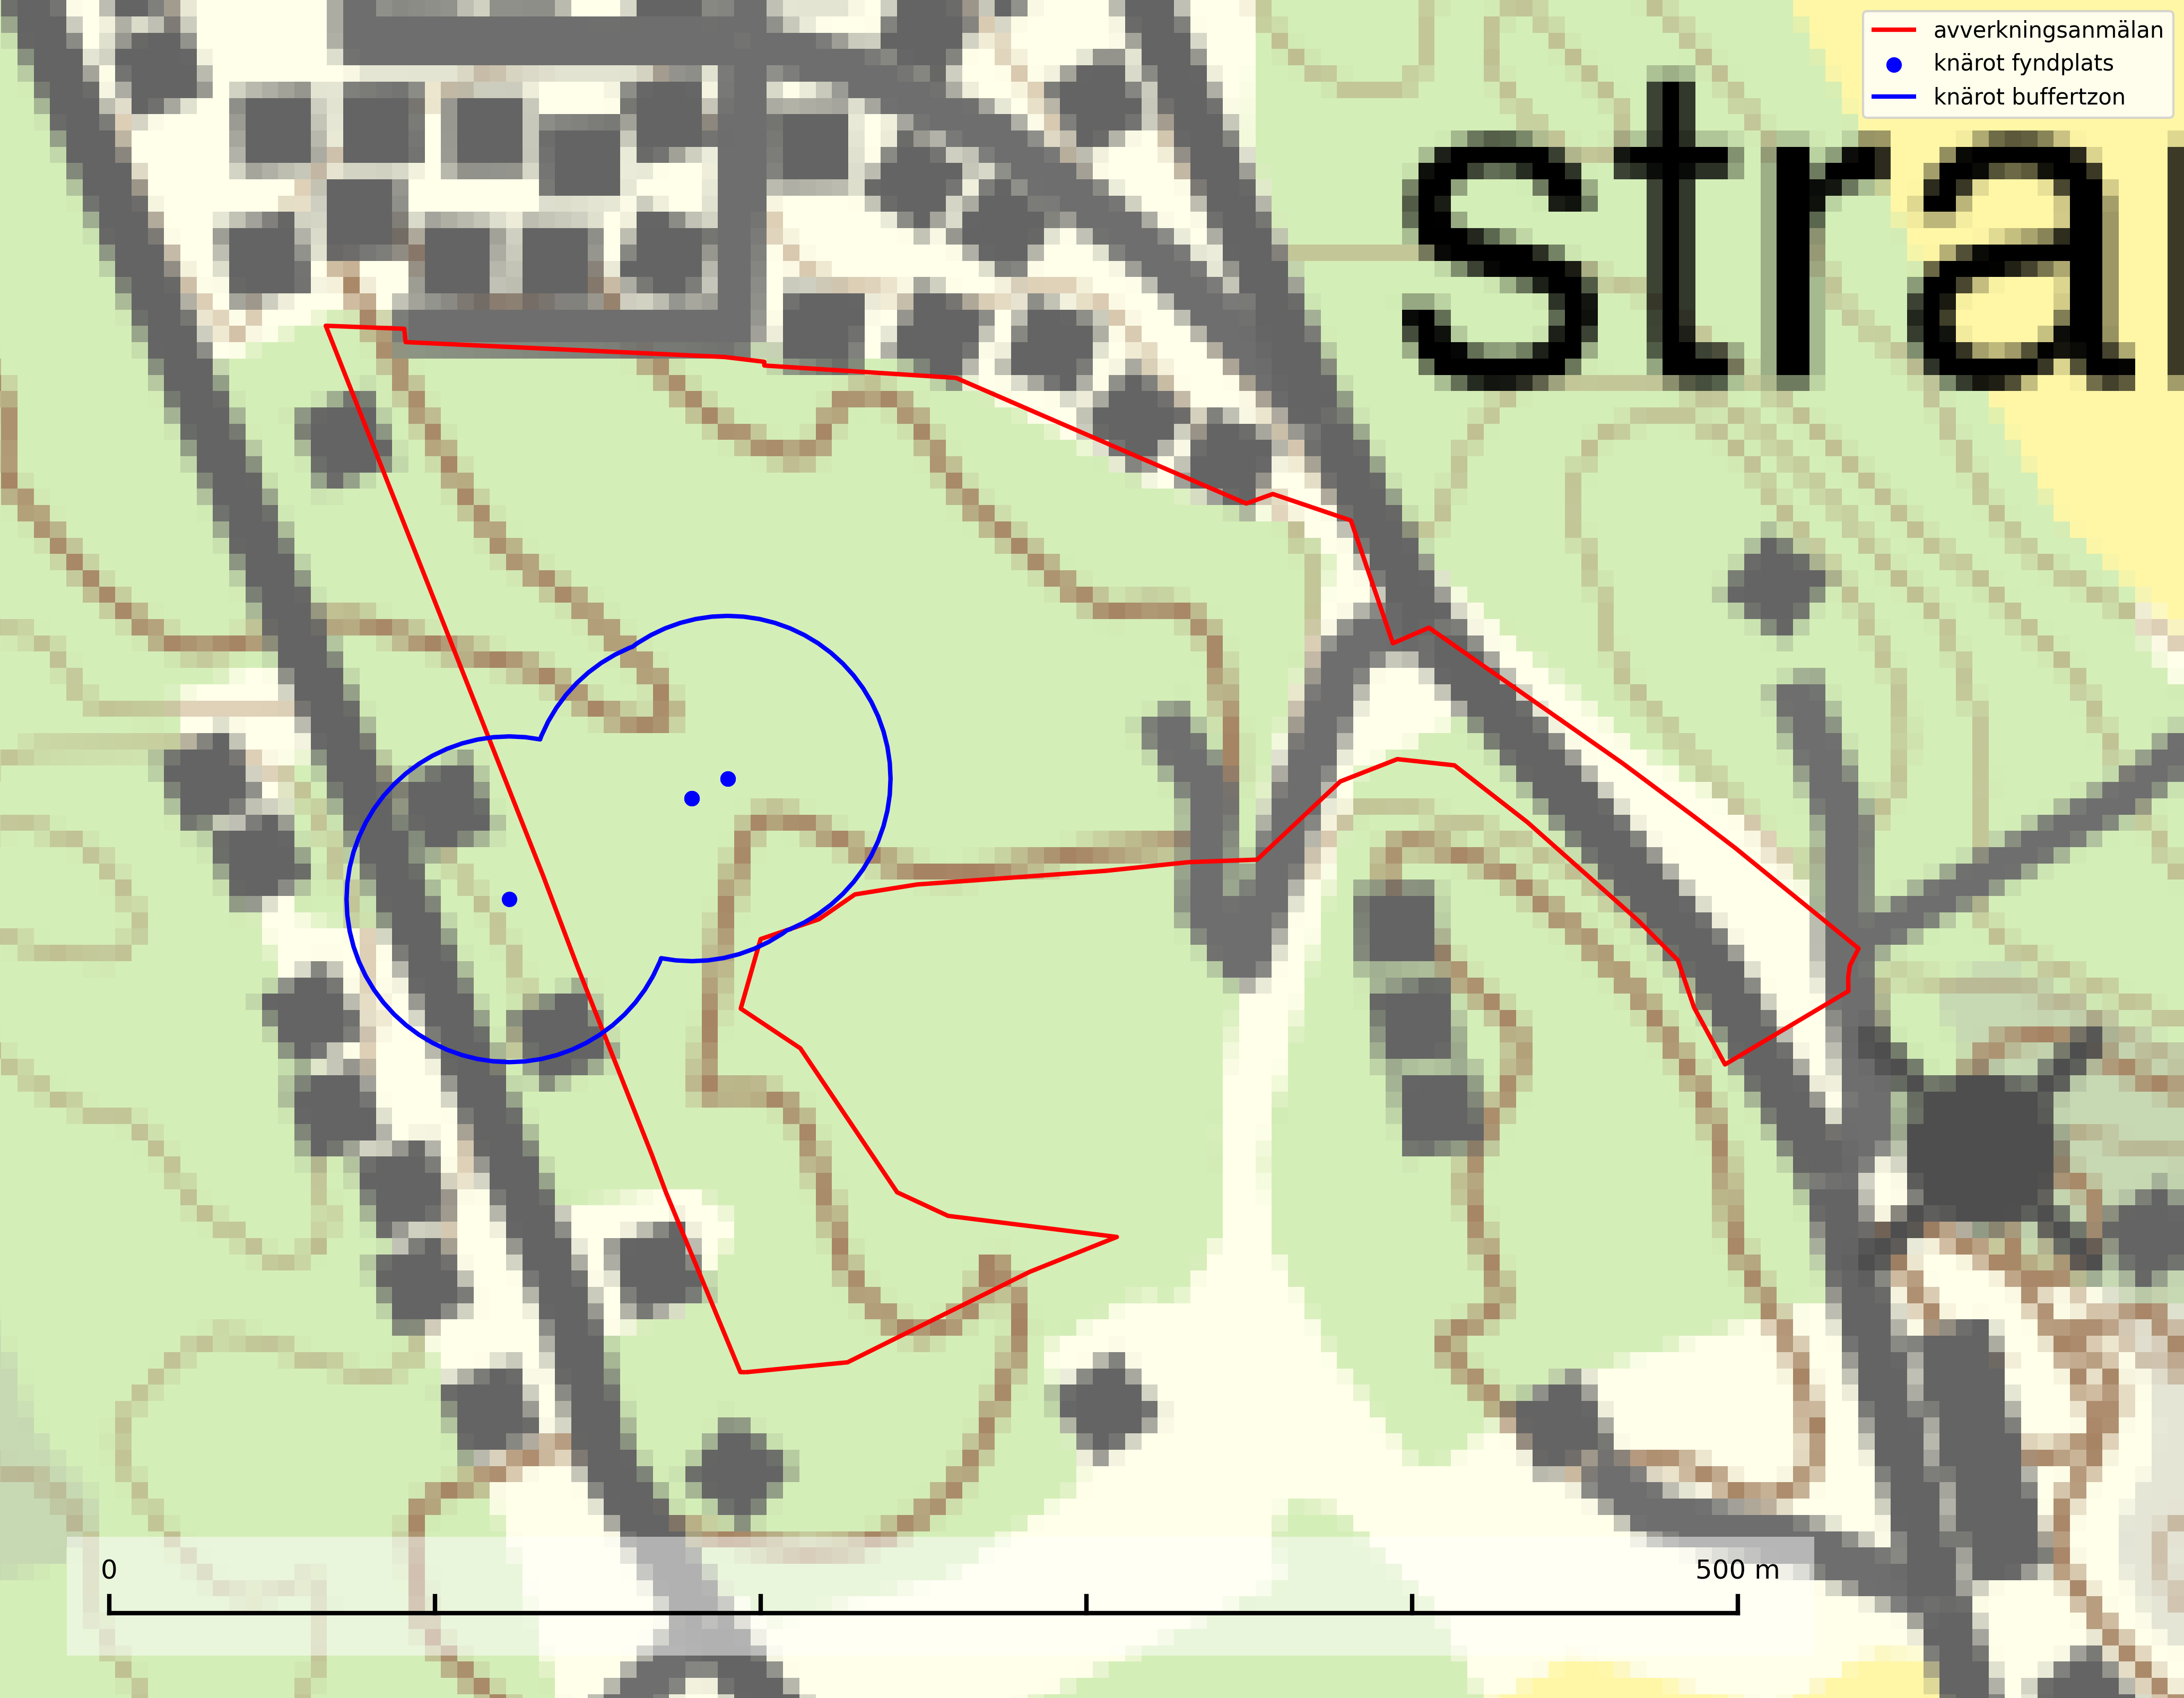 avverkningsanmälan
knärot fyndplats
knärot buffertzon
stra
0
500 m